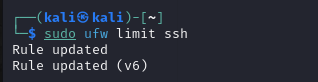 ┌──(kali㉿kali)-[~]
└─$ sudo ufw limit ssh
Rule updated
Rule updated (v6)